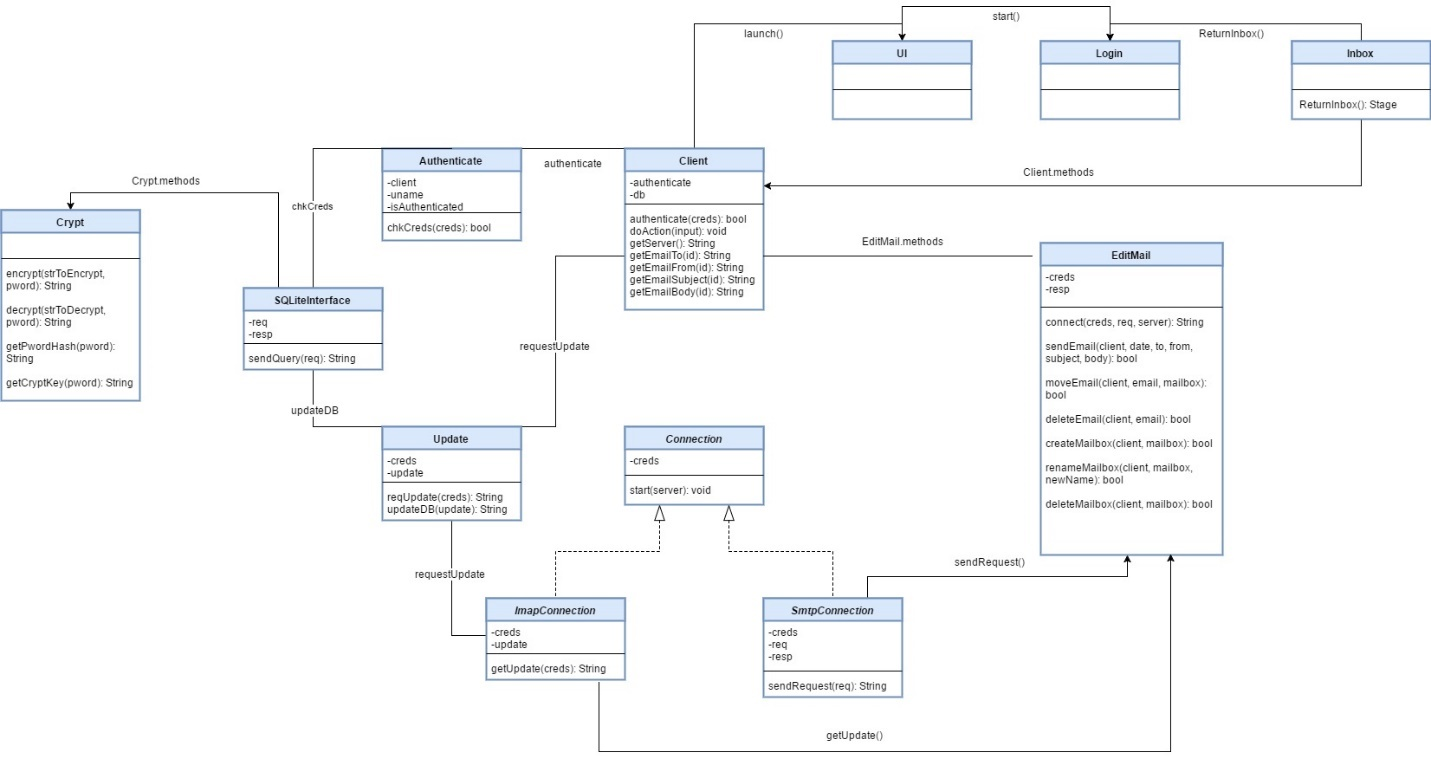 start()
launch()
ReturnInbox()
UI
Login
Inbox
ReturnInbox(): Stage
Authenticate
-client
-uname
-isAuthenticated
chkCreds(creds): bool
authenticate
Client
-authenticate
-db
authenticate(creds): bool
doAction(input): void
getServer(): String
getEmailTo(id): String
getEmailFrom(id): String
getEmailSubject(id): String
getEmailBody(id): String
Client.methods
Crypt.methods
chkCreds
Crypt
encrypt(strToEncrypt,
pword): String
decrypt(strToDecrypt,
pword): String
getPwordHash(pword):
String
getCryptKey(pword): String
SQLiteInterface
-req
-resp
sendQuery(req): String
EditMail.methods
EditMail
-creds
-resp
connect(creds, req, server): String
sendEmail(client, date, to, from,
subject, body): bool
moveEmail(client, email, mailbox):
bool
deleteEmail(client, email): bool
createMailbox(client, mailbox): bool
renameMailbox(client, mailbox,
newName): bool
deleteMailbox(client, mailbox): bool
requestUpdate
updateDB
Update
-creds
-update
reqUpdate(creds): String
updateDB(update): String
Connection
-creds
start(server): void
requestUpdate
sendRequest()
ImapConnection
-creds
-update
getUpdate(creds): String
SmtpConnection
-creds
-req
-resp
sendRequest(req): String
getUpdate()